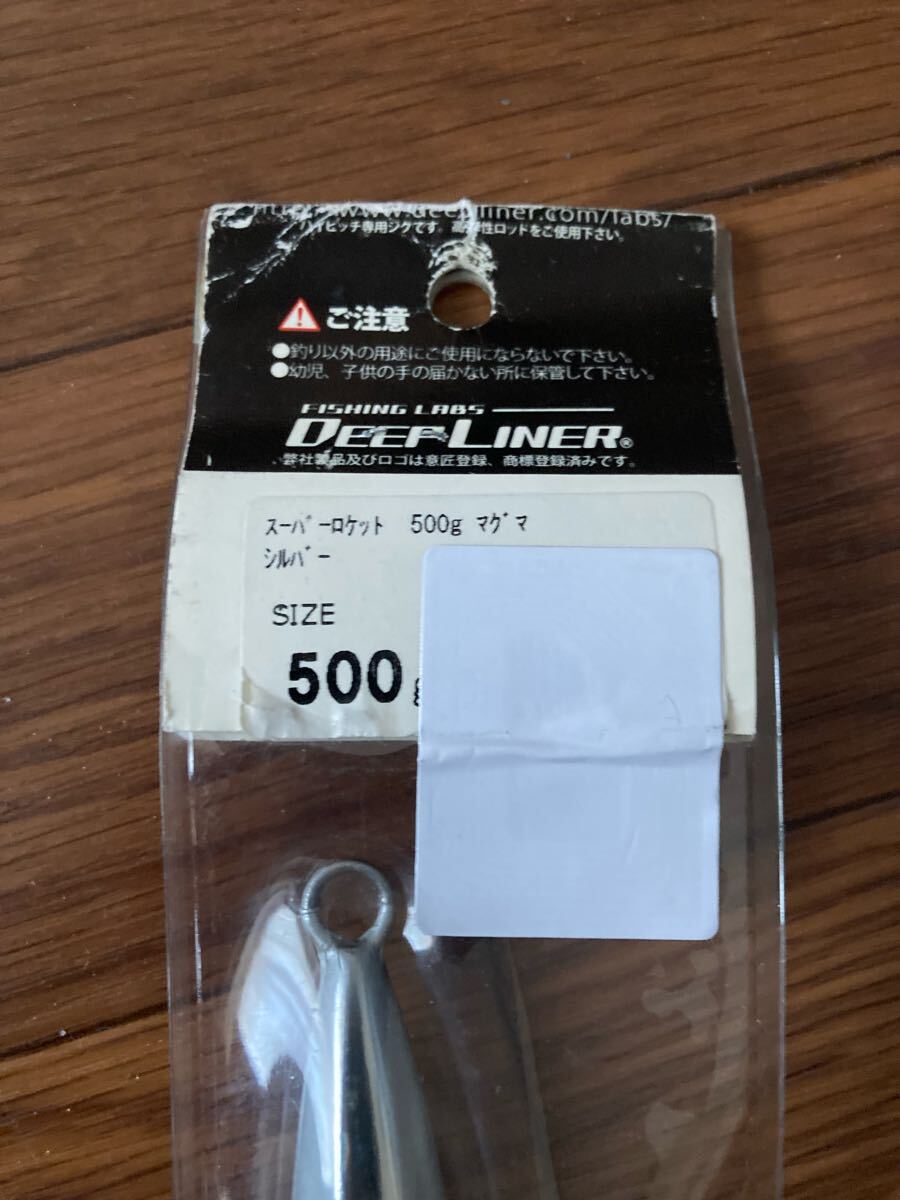 www.deepliner.com/labs/
ハイピッチ専用ジグです。高弾性ロッドをご使用下さい。
ご注意
●釣り以外の用途にご使用にならないで下さい。
●幼児、子供の手の届かない所に保管して下さい。
FISHING LABS
DEEPLINER®
弊社製品及びロゴは意匠登録、商標登録済みです。
ｽｰﾊﾟｰﾛｹｯﾄ 500g ﾏｸﾞﾏ
ｼﾙﾊﾞｰ
SIZE
500g